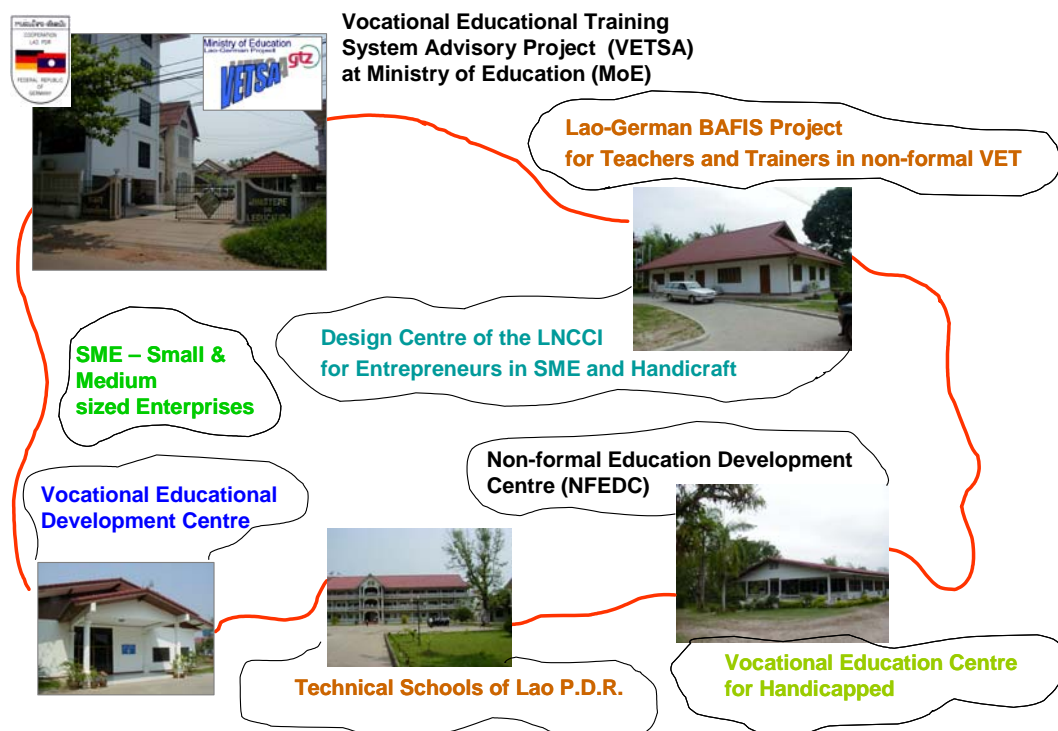 COOPERATION
LAO PDR
FEDERAL REPUBLIC
OF
GERMANY
Ministry of Education
Lao-German Project
VETSA
gtz
Vocational Educational Training
System Advisory Project (VETSA)
at Ministry of Education (MoE)
Lao-German BAFIS Project
for Teachers and Trainers in non-formal VET
Design Centre of the LNCCI
for Entrepreneurs in SME and Handicraft
SME – Small &
Medium
sized Enterprises
Non-formal Education Development
Centre (NFEDC)
Vocational Educational
Development Centre
Technical Schools of Lao P.D.R.
Vocational Education Centre
for Handicapped